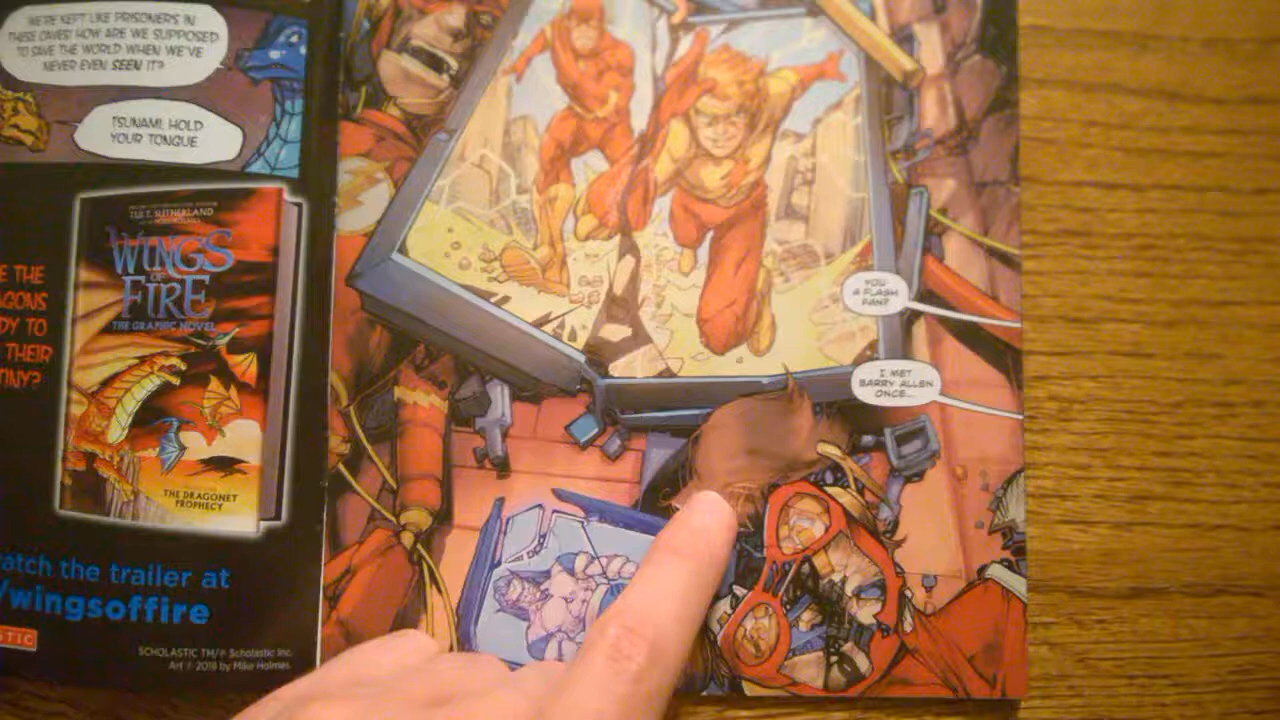 WE'RE KEPT LIKE PRISONERS IN
THESE CAVES! HOW ARE WE SUPPOSED
TO SAVE THE WORLD WHEN WE'VE
NEVER EVEN SEEN IT?
TSUNAMI, HOLD
YOUR TONGUE.
TUI T. SUTHERLAND
WINGS
OF
FIRE
THE GRAPHIC NOVEL
THE DRAGONET
PROPHECY
E THE
AGONS
DY TO
THEIR
TINY?
atch the trailer at
/wingsoffire
STIC
SCHOLASTIC TM/® Scholastic Inc.
Art © 2018 by Mike Holmes.
YOU
A FLASH
FAN?
I MET
BARRY ALLEN
ONCE...